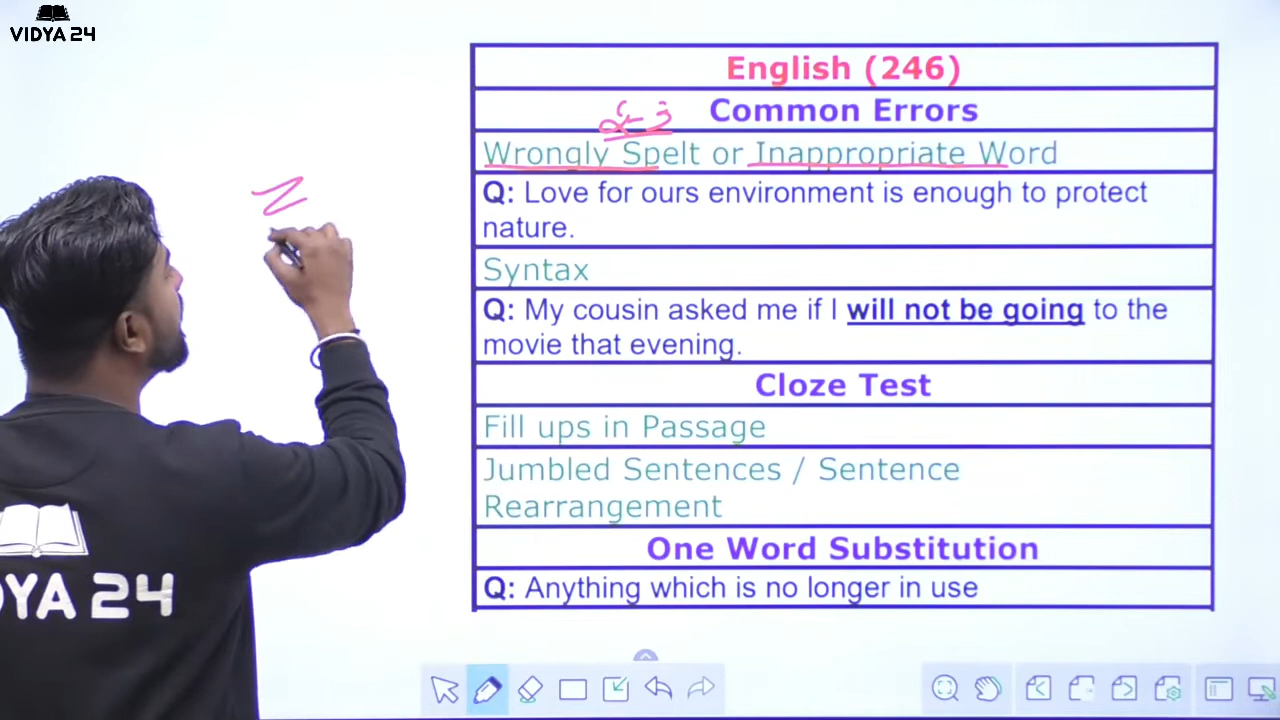 VIDYA 24
English (246)
Common Errors
Wrongly Spelt or Inappropriate Word
Q: Love for ours environment is enough to protect
nature.
Syntax
Q: My cousin asked me if I will not be going to the
movie that evening.
Cloze Test
Fill ups in Passage
Jumbled Sentences / Sentence
Rearrangement
One Word Substitution
Q: Anything which is no longer in use
DYA 24